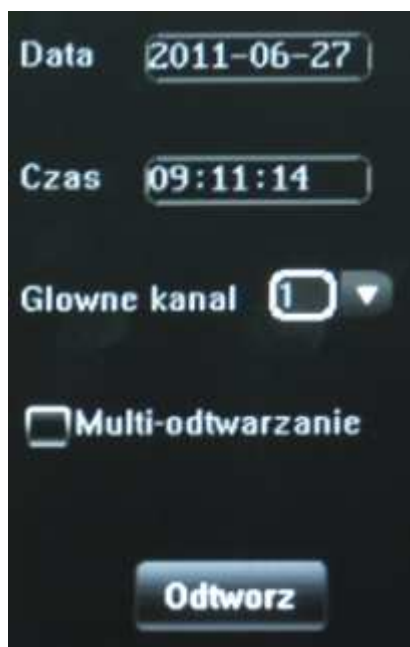 Data 2011-06-27
Czas 09:11:14
Glowne kanal 1
Multi-odtwarzanie
Odtworz